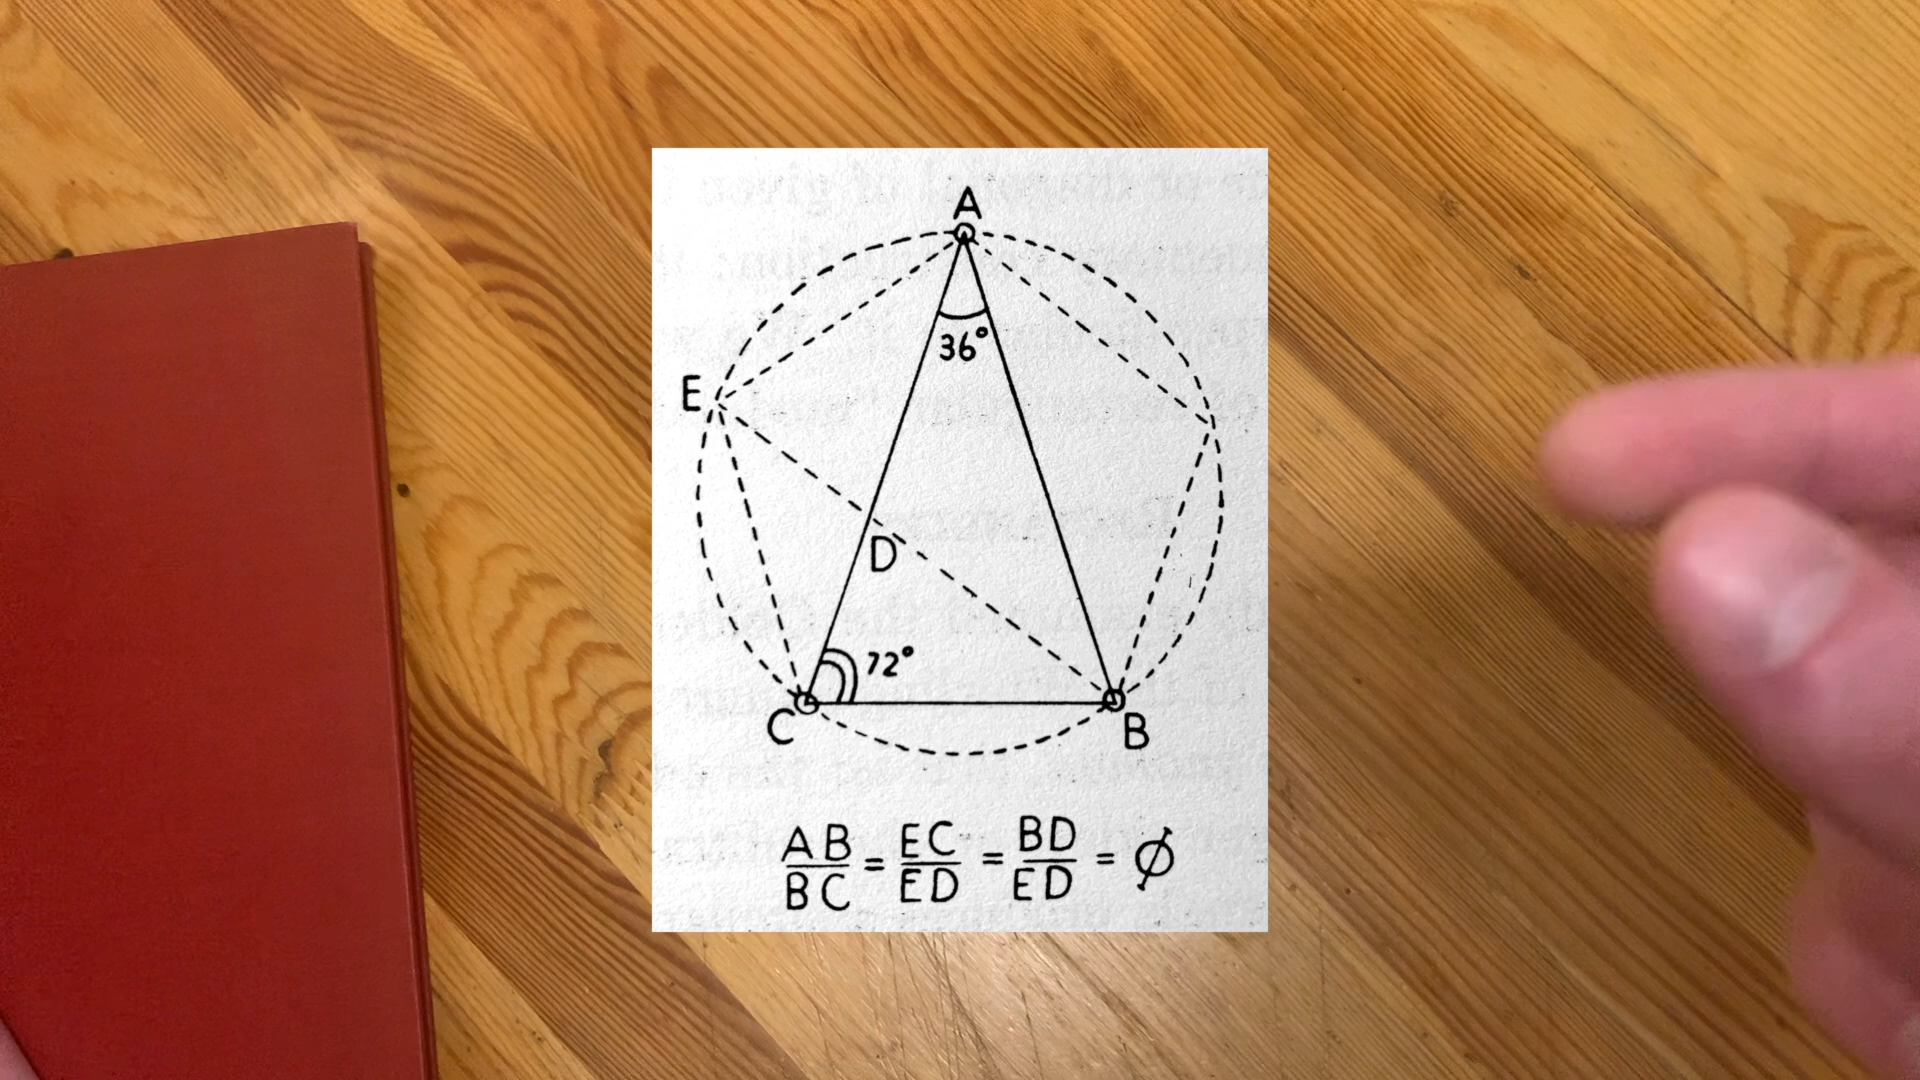 A
36°
E
D
72°
C
B
AB/BC = EC/ED = BD/ED = ϕ